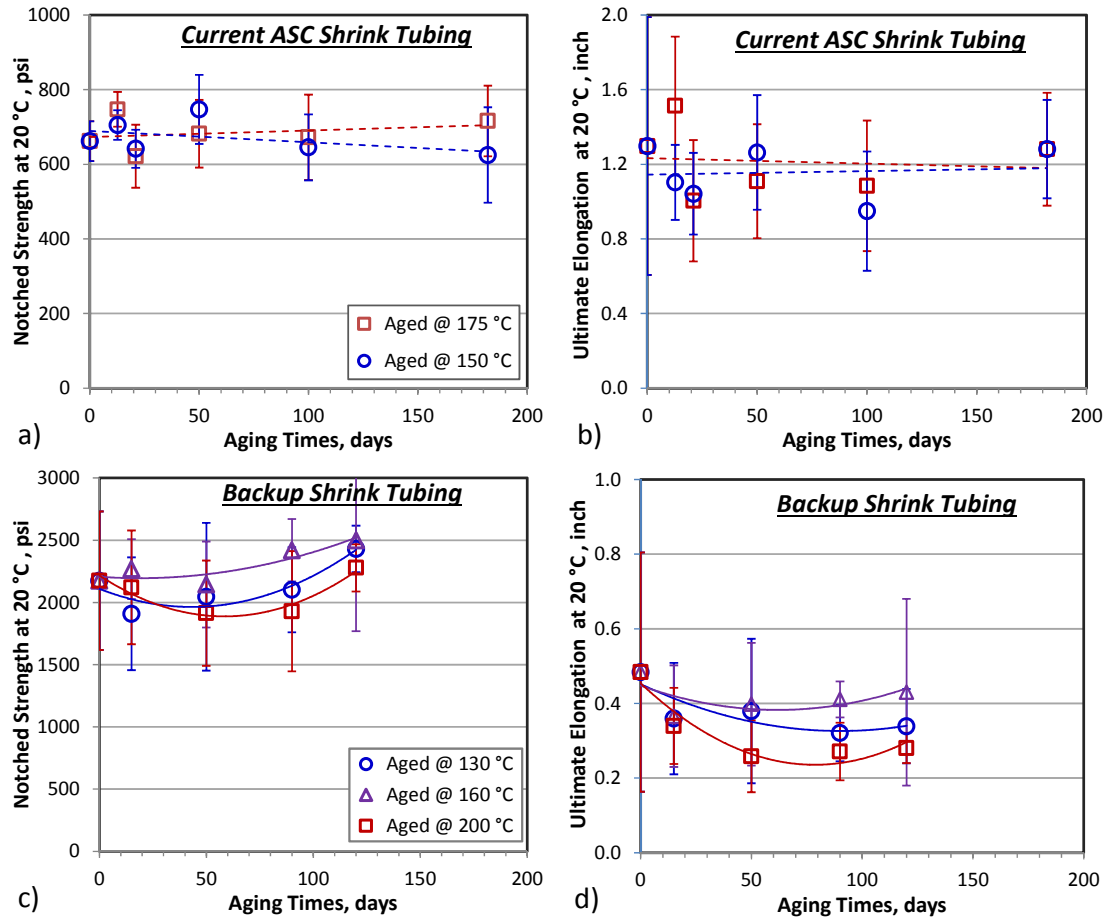 Current ASC Shrink Tubing
Notched Strength at 20 °C , psi
1000
800
600
400
200
0
Aged @ 175 °C
Aged @ 150 °C
0 50 100 150 200
Aging Times, days
a)
Current ASC Shrink Tubing
Ultimate Elongation at 20 °C , inch
2.0
1.6
1.2
0.8
0.4
0.0
0 50 100 150 200
Aging Times, days
b)
Backup Shrink Tubing
Notched Strength at 20 °C , psi
3000
2500
2000
1500
1000
500
0
Aged @ 130 °C
Aged @ 160 °C
Aged @ 200 °C
0 50 100 150 200
Aging Times, days
c)
Backup Shrink Tubing
Ultimate Elongation at 20 °C , inch
1.0
0.8
0.6
0.4
0.2
0.0
0 50 100 150 200
Aging Times, days
d)